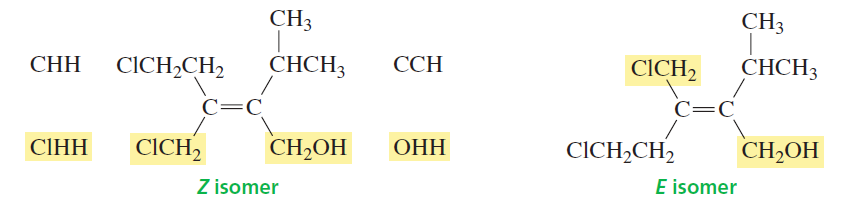 CH₃ CH₃
CHH ClCH₂CH₂ CHCH₃ CCH ClCH₂ CHCH₃
C=C C=C
ClHH ClCH₂ CH₂OH OHH ClCH₂CH₂ CH₂OH
Z isomer E isomer